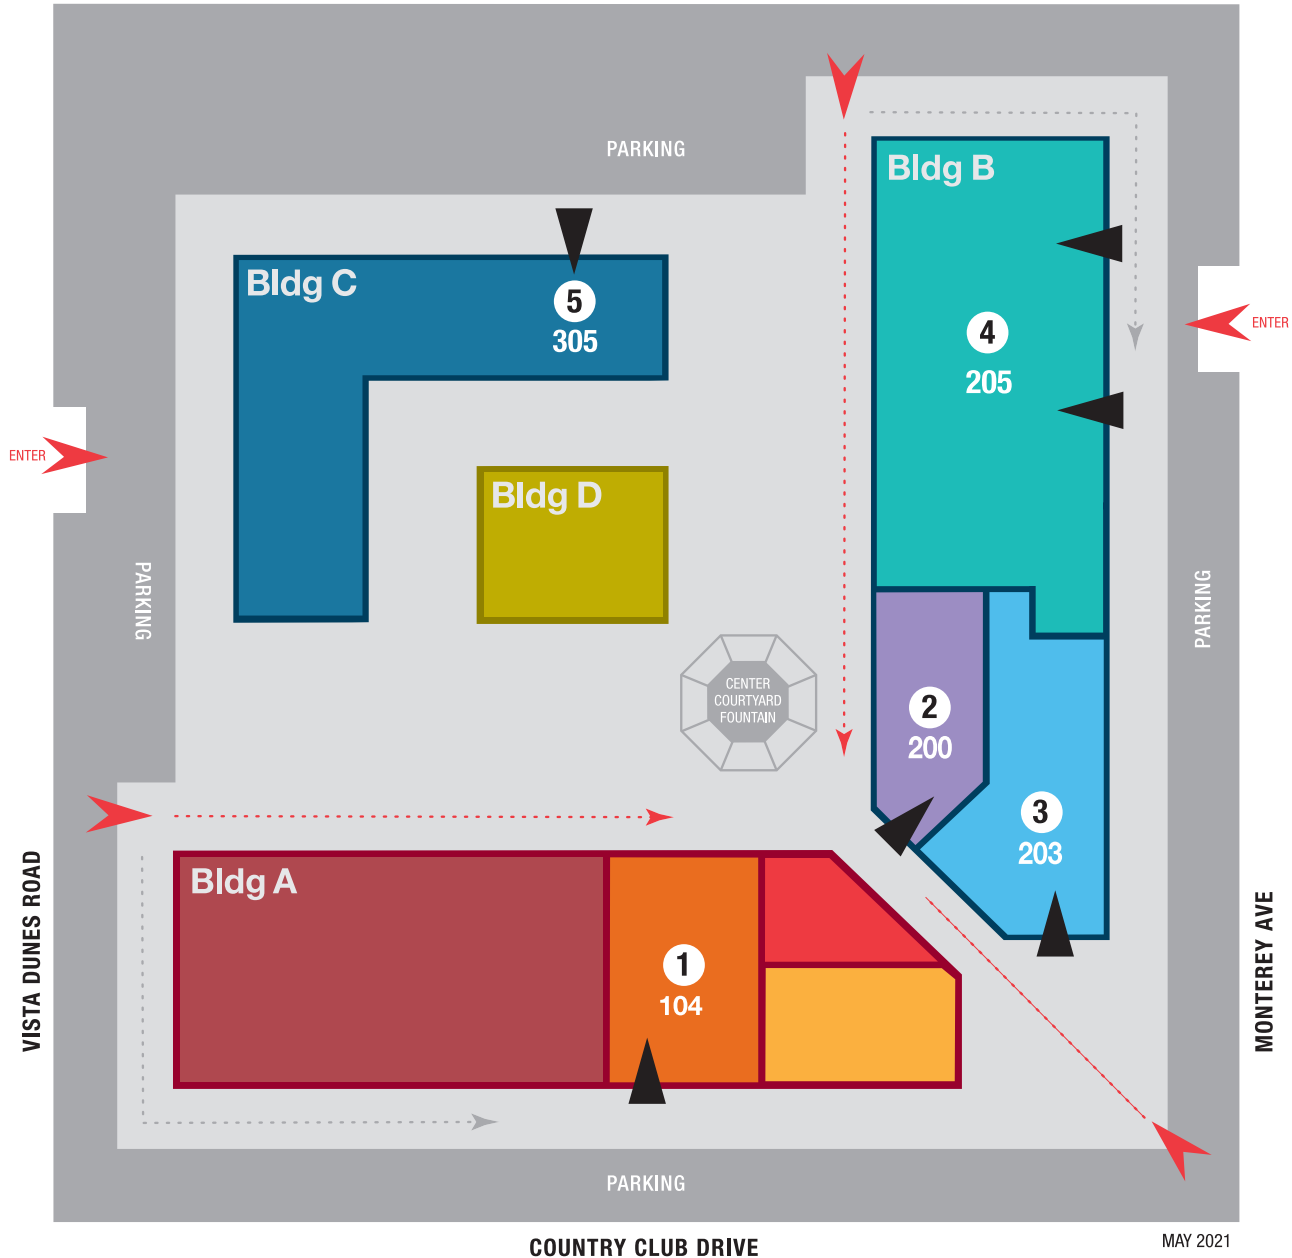 PARKING
Bldg B
Bldg C
5
305
4
205
ENTER
ENTER
Bldg D
PARKING
PARKING
CENTER
COURTYARD
FOUNTAIN
2
200
3
203
Bldg A
1
104
VISTA DUNES ROAD
MONTEREY AVE
PARKING
COUNTRY CLUB DRIVE
MAY 2021